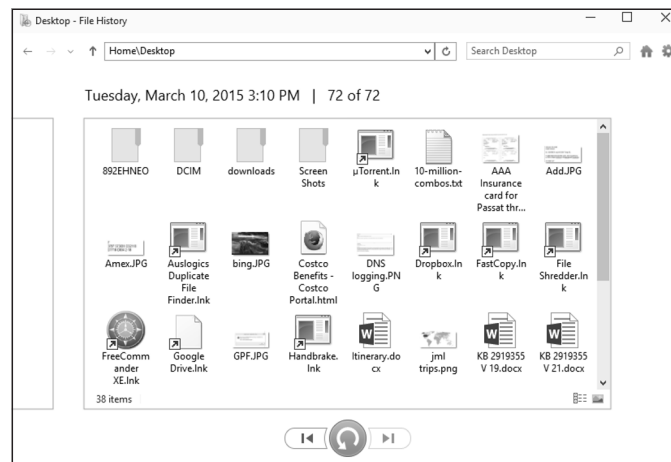 Desktop - File History
Home\Desktop
Search Desktop
Tuesday, March 10, 2015 3:10 PM | 72 of 72
892EHNEO DCIM downloads Screen µTorrent.ln 10-million- AAA Add.JPG
Shots k combos.txt Insurance
card for
Passat thr...
Amex.JPG Auslogics bing.JPG Costco DNS Dropbox.ln FastCopy.ln File
Duplicate Benefits - logging.PN k k Shredder.ln
File Costco G k
Finder.lnk Portal.html
FreeComm Google GPF.JPG Handbrake. Itinerary.do jml KB 2919355 KB 2919355
ander Drive.lnk lnk cx trips.png V 19.docx V 21.docx
XE.lnk
38 items